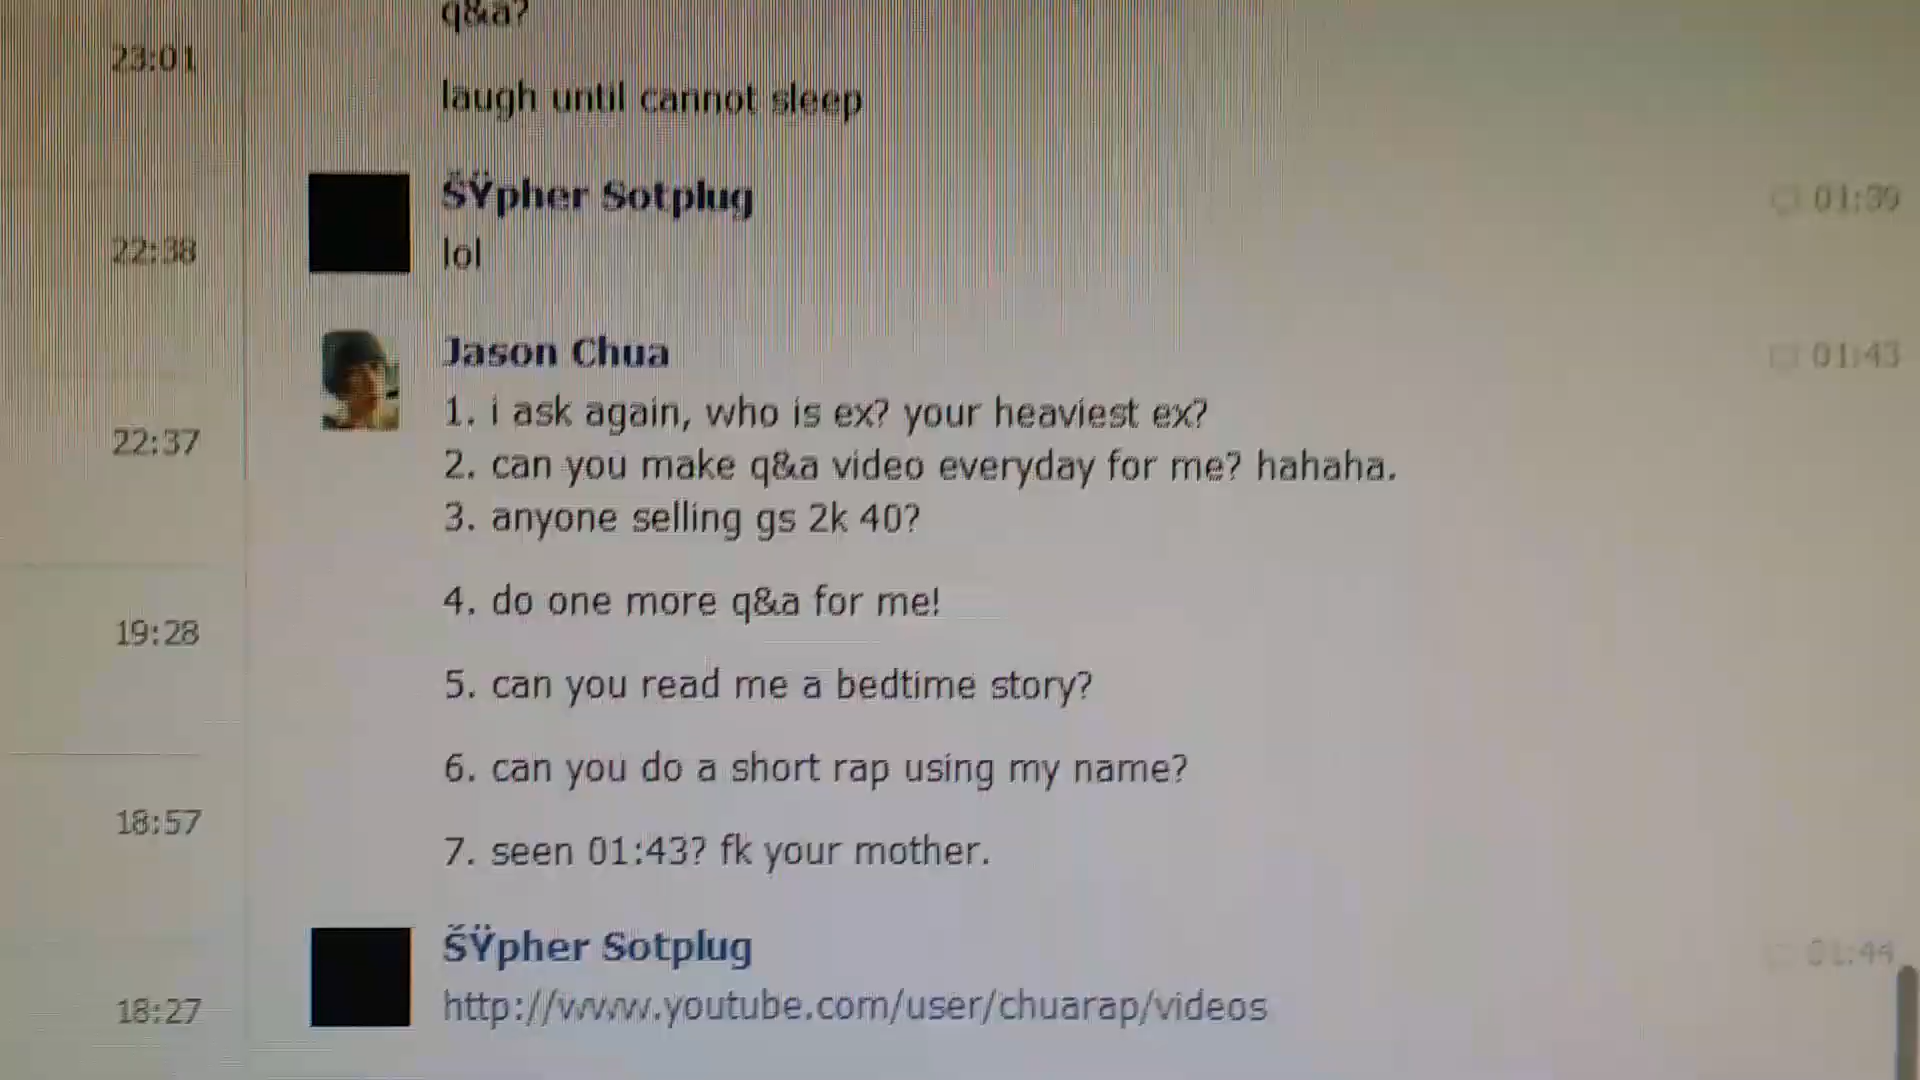 q&a?
23:01
laugh until cannot sleep
ŠŸpher Sotplug
01:39
22:38
lol
Jason Chua
01:43
1. i ask again, who is ex? your heaviest ex?
22:37
2. can you make q&a video everyday for me? hahaha.
3. anyone selling gs 2k 40?
4. do one more q&a for me!
19:28
5. can you read me a bedtime story?
6. can you do a short rap using my name?
18:57
7. seen 01:43? fk your mother.
ŠŸpher Sotplug
01:44
18:27
http://www.youtube.com/user/chuarap/videos